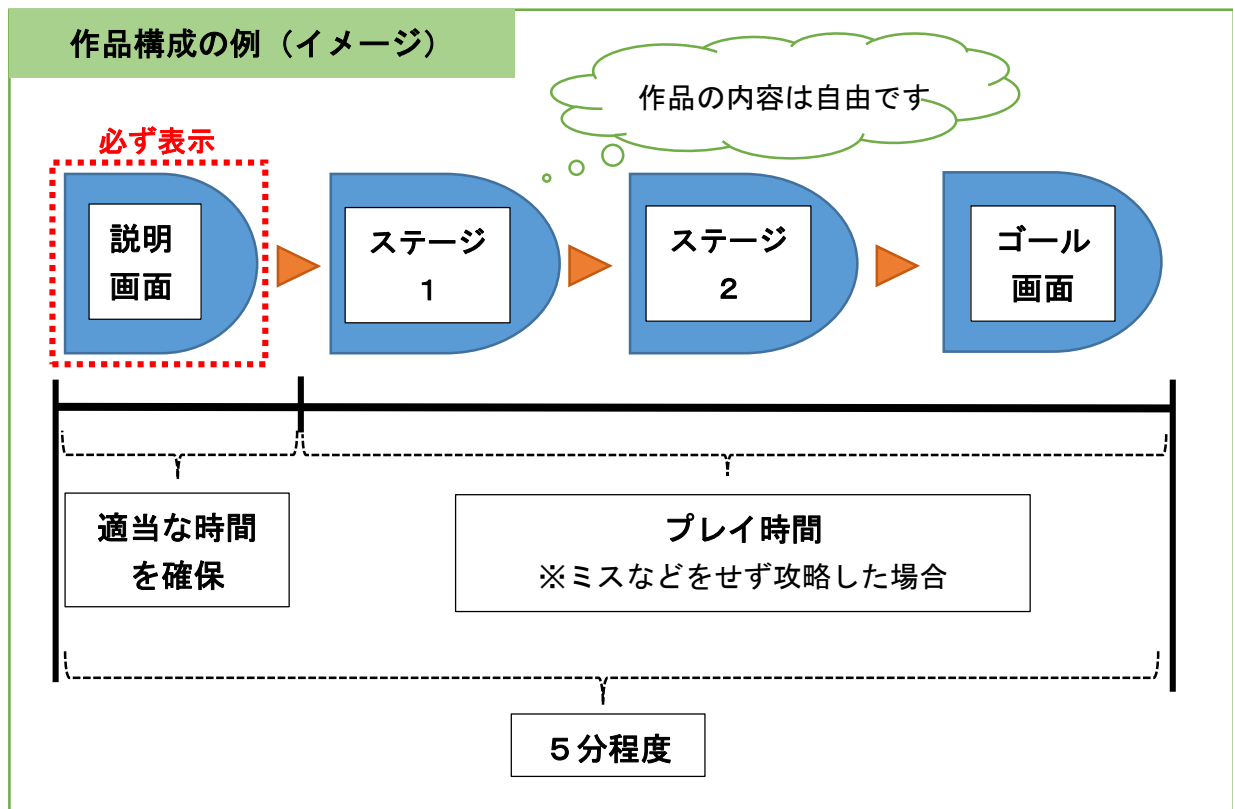 作品構成の例（イメージ）
作品の内容は自由です
必ず表示
説明
画面
ステージ
１
ステージ
２
ゴール
画面
適当な時間
を確保
プレイ時間
※ミスなどをせず攻略した場合
５分程度